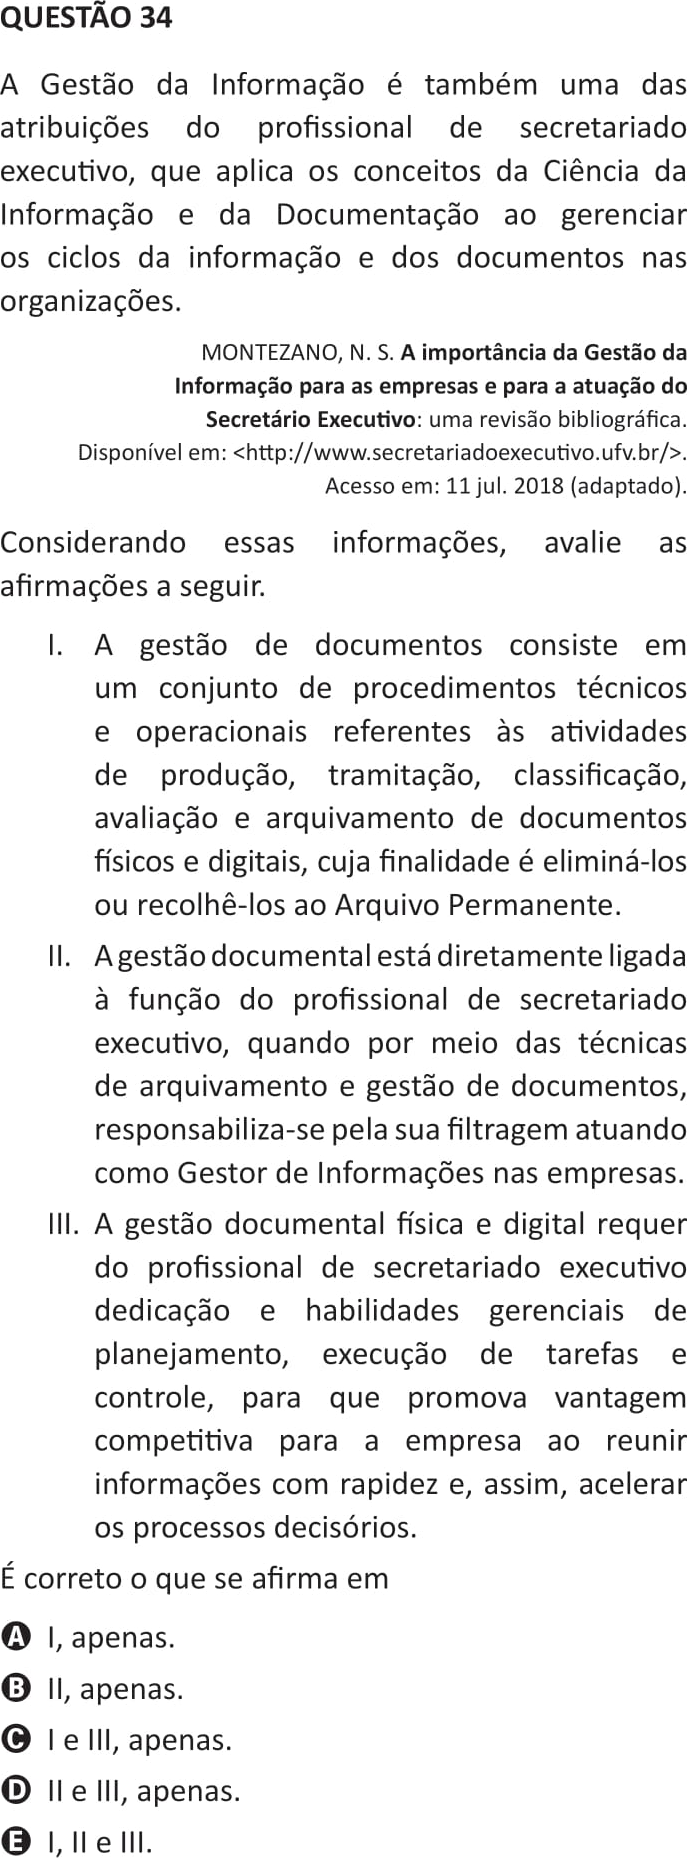 QUESTÃO 34
A Gestão da Informação é também uma das
atribuições do profissional de secretariado
executivo, que aplica os conceitos da Ciência da
Informação e da Documentação ao gerenciar
os ciclos da informação e dos documentos nas
organizações.
MONTEZANO, N. S. A importância da Gestão da
Informação para as empresas e para a atuação do
Secretário Executivo: uma revisão bibliográfica.
Disponível em: <http://www.secretariadoexecutivo.ufv.br/>.
Acesso em: 11 jul. 2018 (adaptado).
Considerando essas informações, avalie as
afirmações a seguir.
I. A gestão de documentos consiste em
um conjunto de procedimentos técnicos
e operacionais referentes às atividades
de produção, tramitação, classificação,
avaliação e arquivamento de documentos
físicos e digitais, cuja finalidade é eliminá-los
ou recolhê-los ao Arquivo Permanente.
II. A gestão documental está diretamente ligada
à função do profissional de secretariado
executivo, quando por meio das técnicas
de arquivamento e gestão de documentos,
responsabiliza-se pela sua filtragem atuando
como Gestor de Informações nas empresas.
III. A gestão documental física e digital requer
do profissional de secretariado executivo
dedicação e habilidades gerenciais de
planejamento, execução de tarefas e
controle, para que promova vantagem
competitiva para a empresa ao reunir
informações com rapidez e, assim, acelerar
os processos decisórios.
É correto o que se afirma em
A I, apenas.
B II, apenas.
C I e III, apenas.
D II e III, apenas.
E I, II e III.